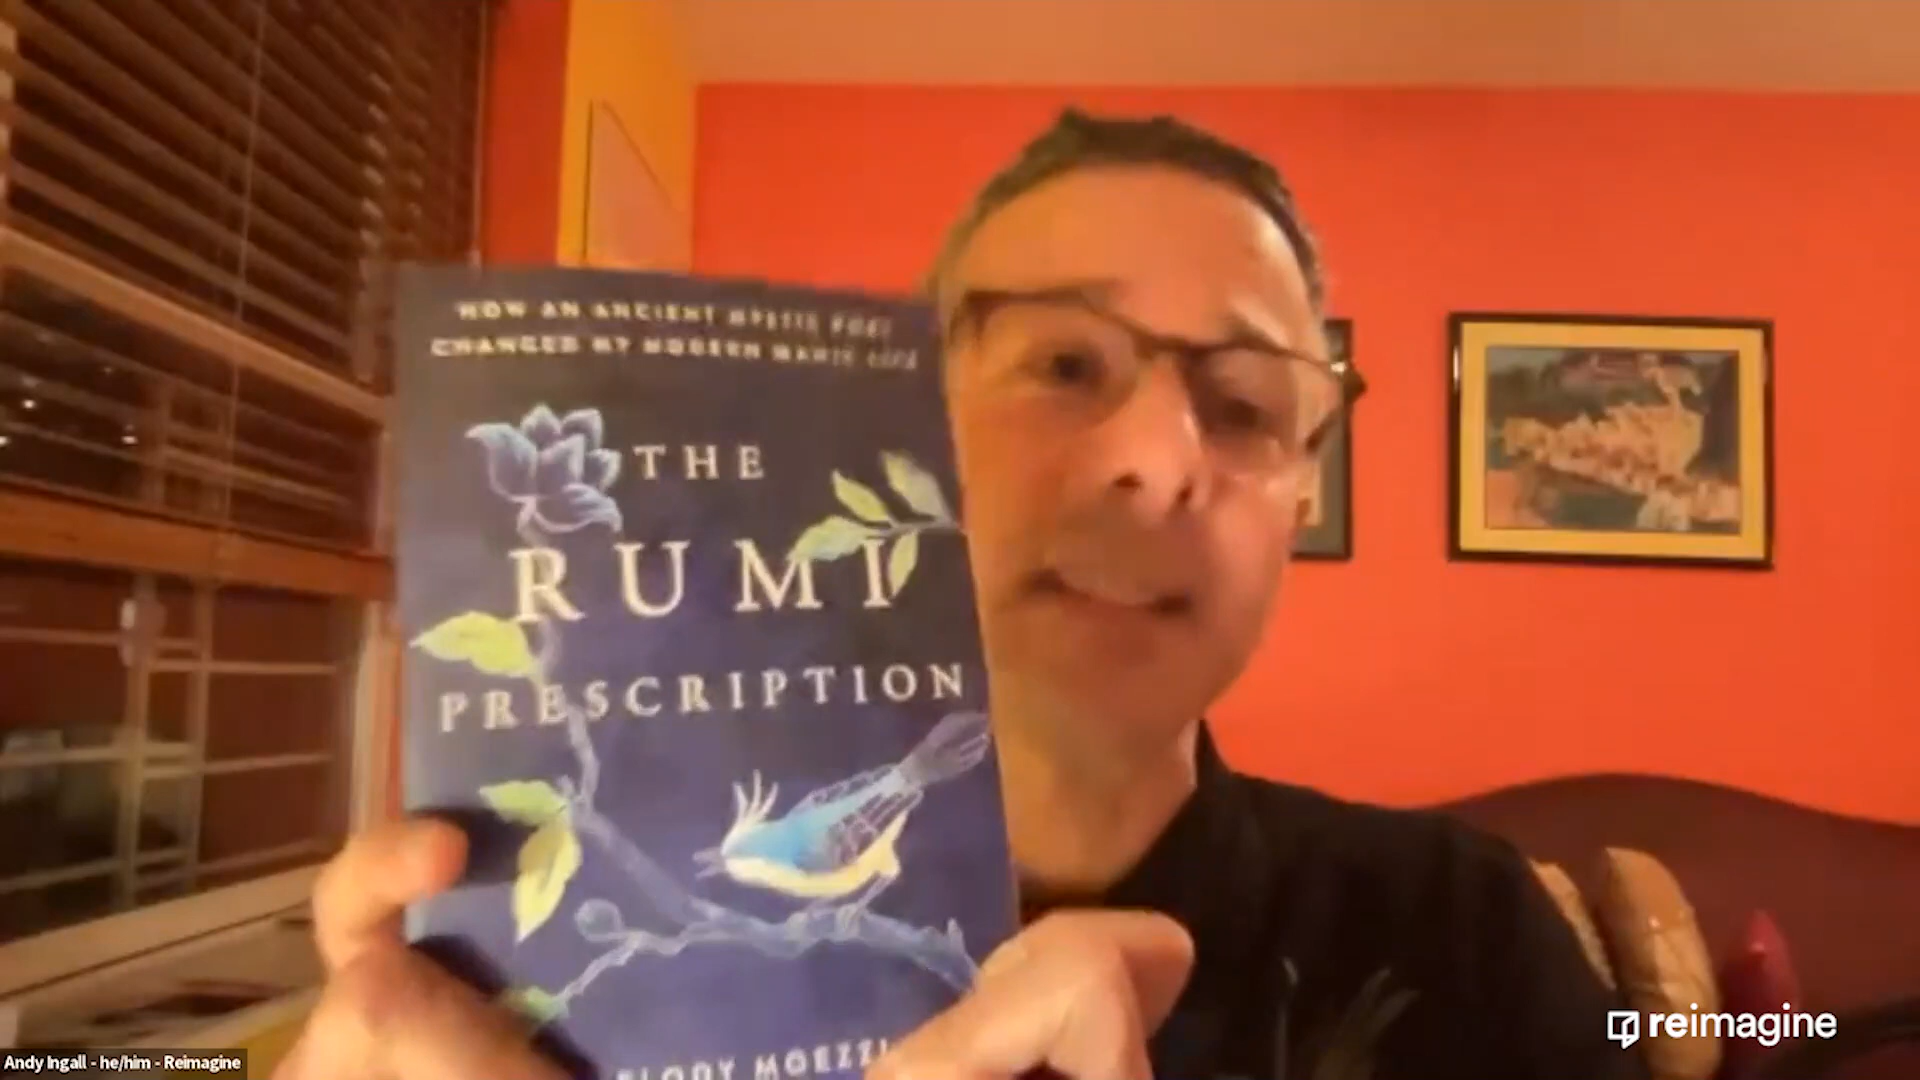 HOW AN ANCIENT MYSTIC POET
CHANGED MY MODERN MANIC LIFE
THE
RUMI
PRESCRIPTION
MOEZZI
reimagine
Andy Ingall - he/him - Reimagine